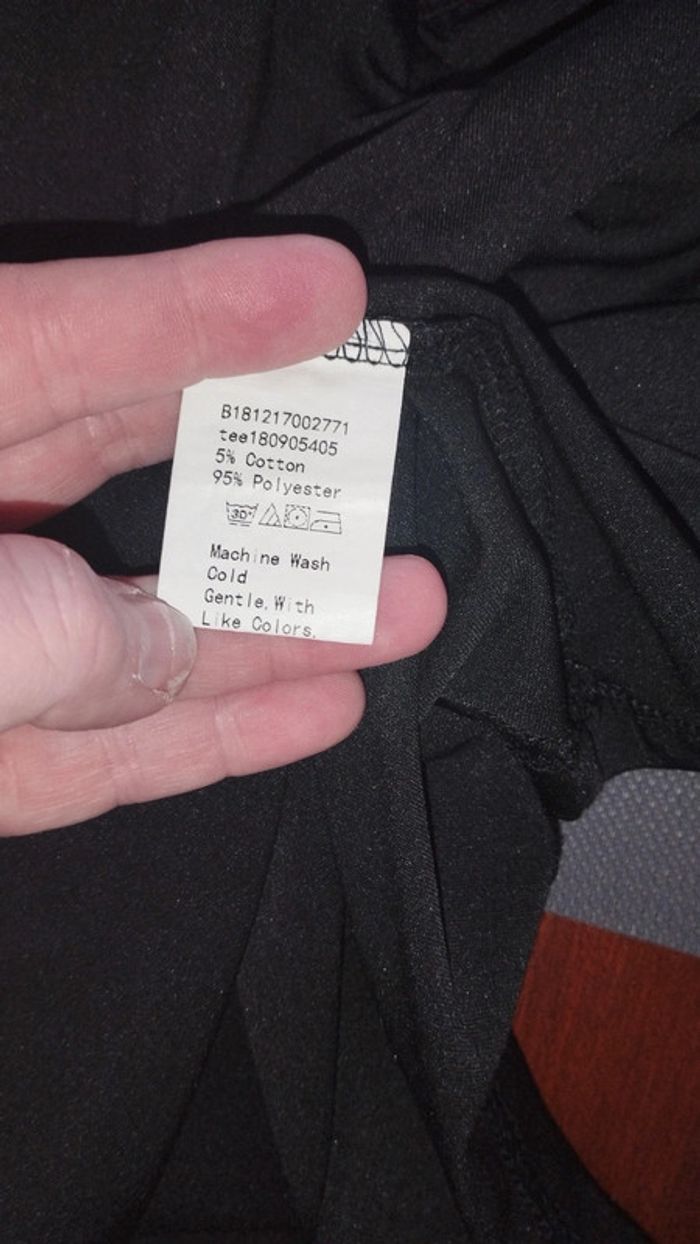 B181217002771
tee180905405
5% Cotton
95% Polyester
30°
Machine Wash
Cold
Gentle, With
Like Colors,